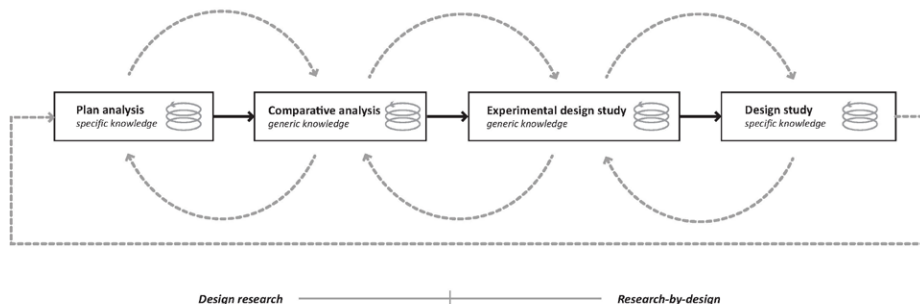 Plan analysis
specific knowledge
Comparative analysis
generic knowledge
Experimental design study
generic knowledge
Design study
specific knowledge
Design research
Research-by-design